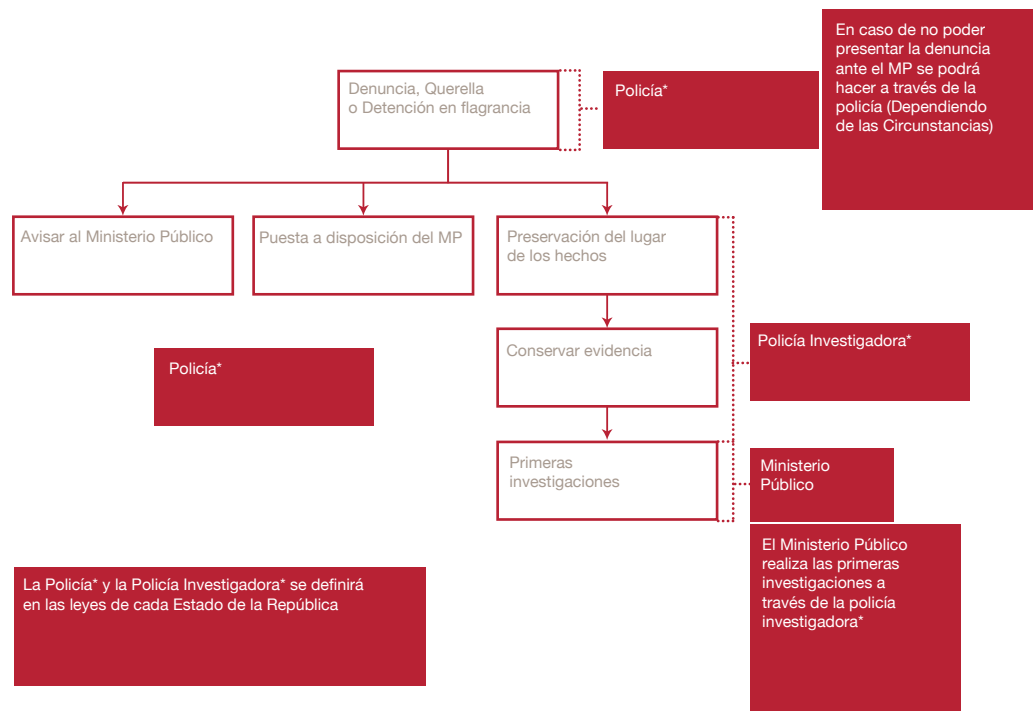 Denuncia, Querella
o Detención en flagrancia
Policía*
En caso de no poder
presentar la denuncia
ante el MP se podrá
hacer a través de la
policía (Dependiendo
de las Circunstancias)
Avisar al Ministerio Público
Puesta a disposición del MP
Preservación del lugar
de los hechos
Conservar evidencia
Policía Investigadora*
Policía*
Primeras
investigaciones
Ministerio
Público
El Ministerio Público
realiza las primeras
investigaciones a
través de la policía
investigadora*
La Policía* y la Policía Investigadora* se definirá
en las leyes de cada Estado de la República